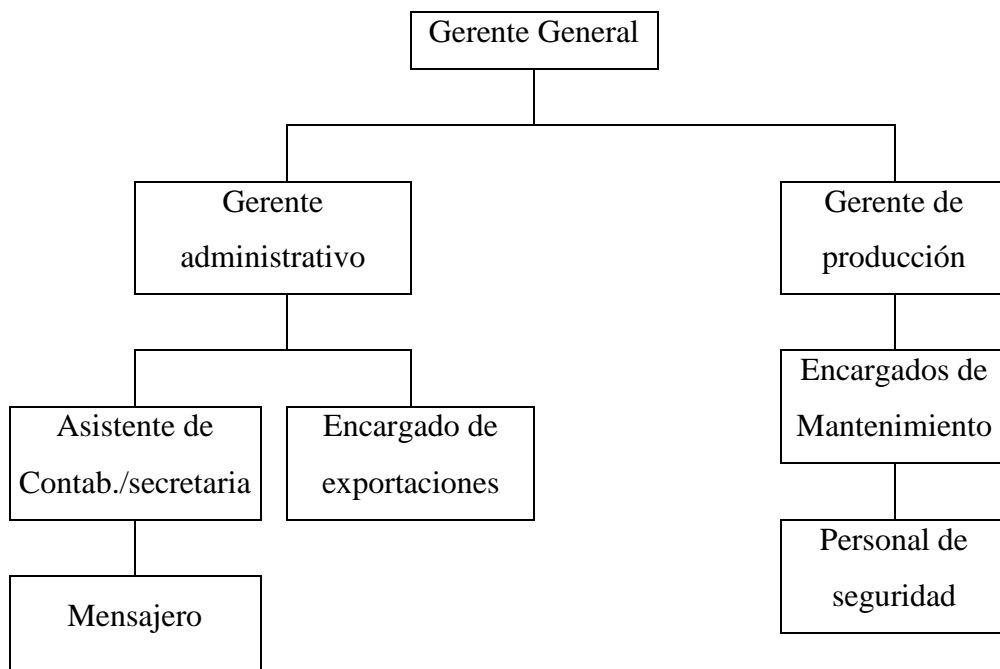 Gerente General
Gerente
administrativo
Gerente de
producción
Encargados de
Mantenimiento
Asistente de
Contab./secretaria
Encargado de
exportaciones
Personal de
seguridad
Mensajero